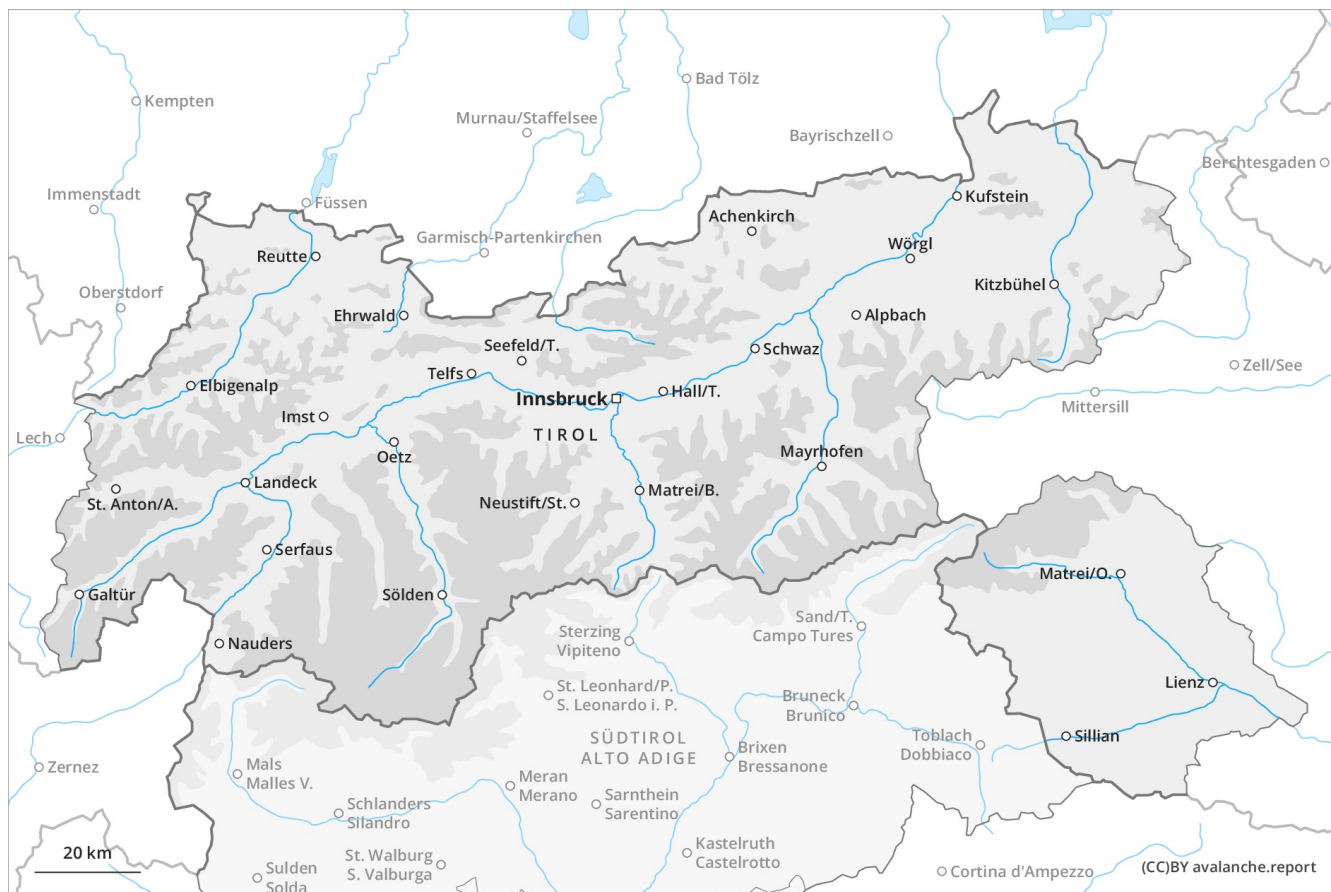 Bad Tölz
Kempten
Murnau/Staffelsee
Bayrischzell
Berchtesgaden
Immenstadt
Füssen
Kufstein
Achenkirch
Garmisch-Partenkirchen
Wörgl
Reutte
Kitzbühel
Oberstdorf
Ehrwald
Alpbach
Seefeld/T.
Schwaz
Zell/See
Telfs
Elbigenalp
Hall/T.
Innsbruck
Mittersill
Imst
TIROL
Lech
Oetz
Mayrhofen
Landeck
Matrei/B.
St. Anton/A.
Neustift/St.
Serfaus
Matrei/O.
Galtür
Sölden
Sand/T.
Campo Tures
Sterzing
Vipiteno
Nauders
Lienz
St. Leonhard/P.
S. Leonardo i. P.
Bruneck
Brunico
SÜDTIROL
ALTO ADIGE
Toblach
Dobbiaco
Sillian
Brixen
Bressanone
Zernez
Mals
Malles V.
Meran
Merano
Sarnthein
Sarentino
Schlanders
Silandro
Kastelruth
Castelrotto
20 km
St. Walburg
S. Valburga
Sulden
Solda
Cortina d'Ampezzo
(CC)BY avalanche.report